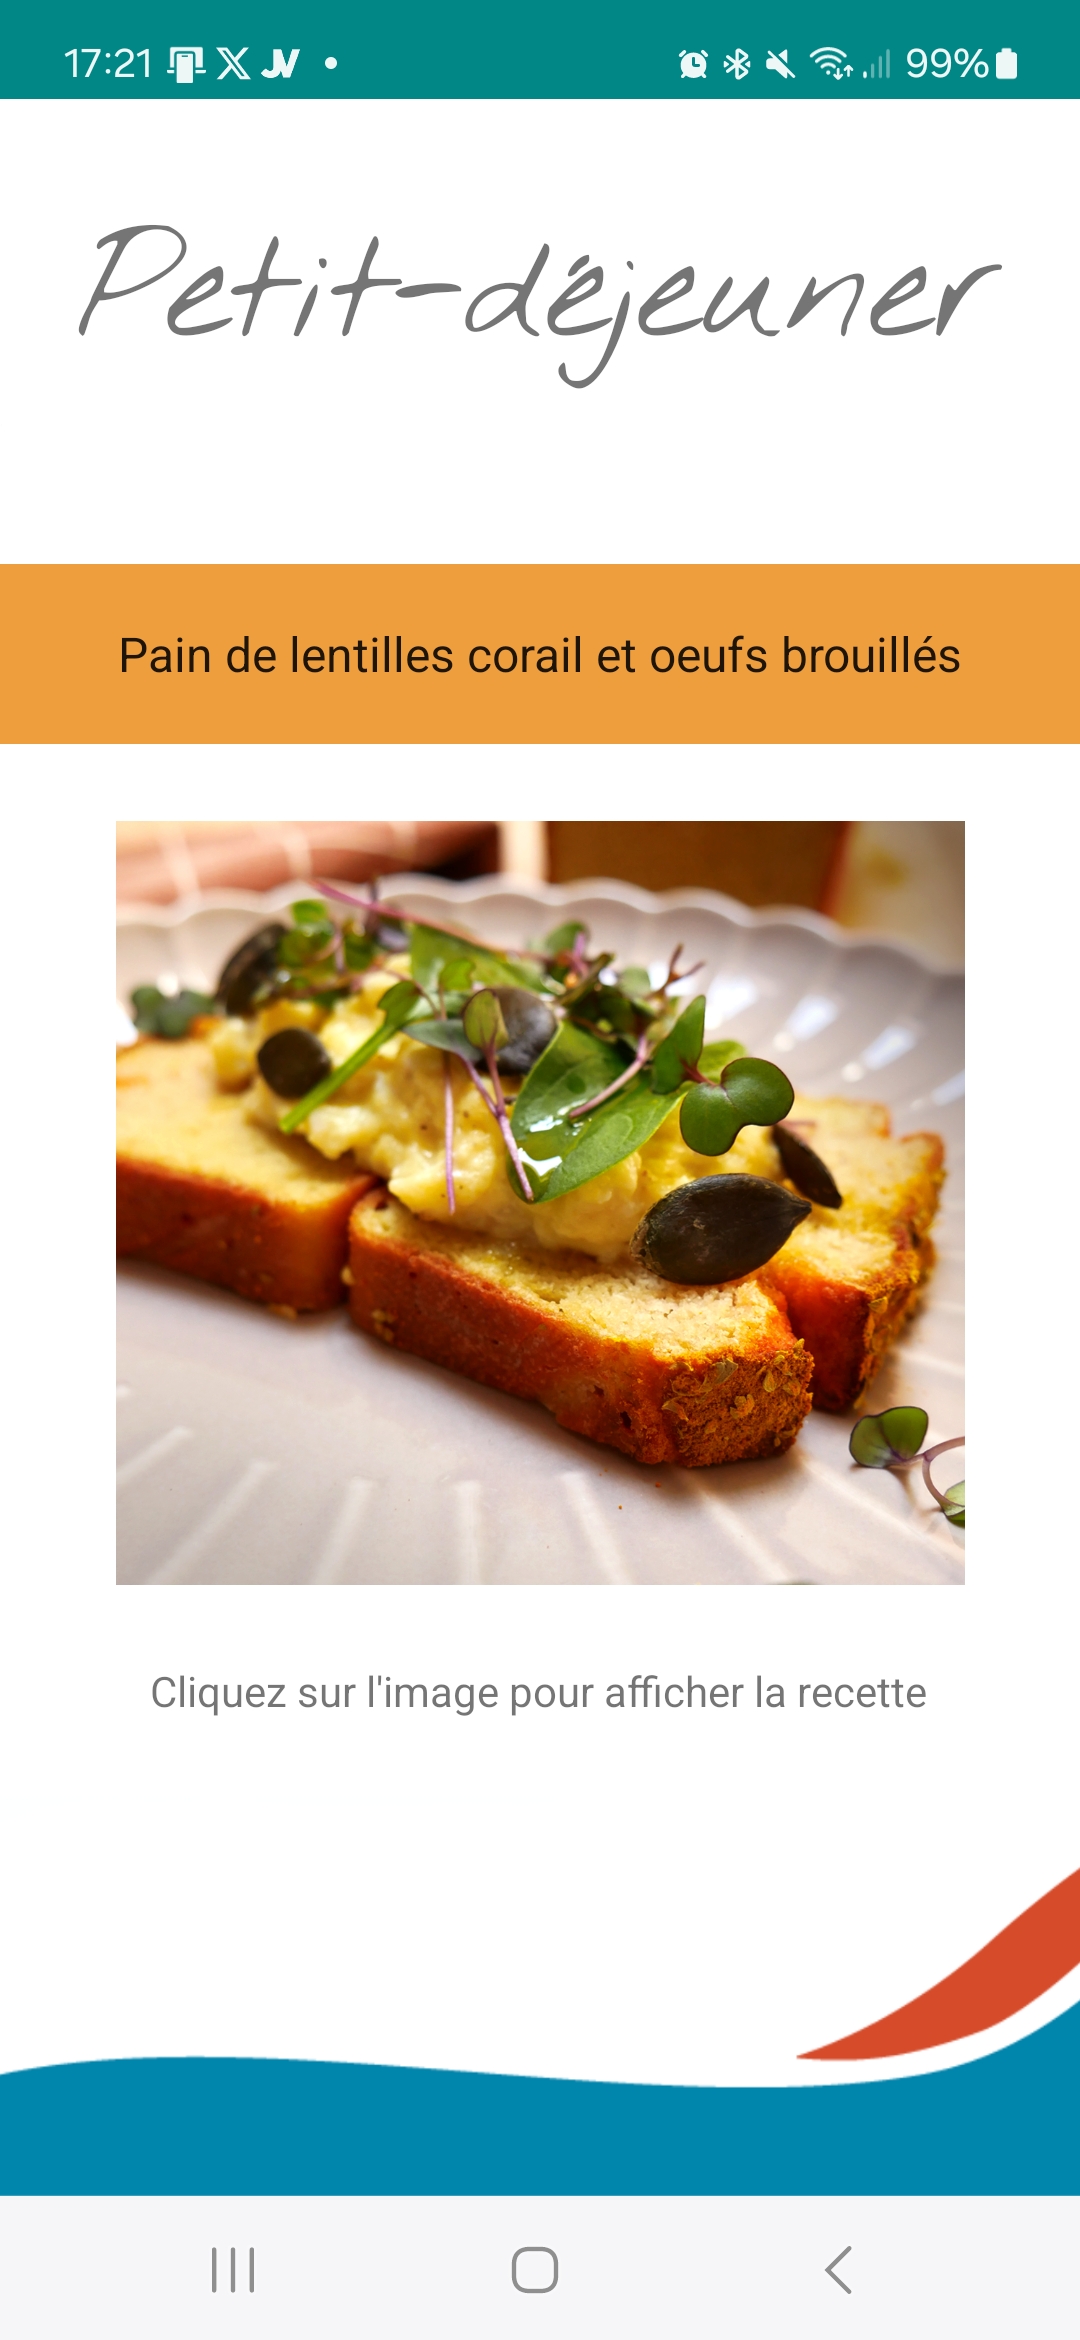 17:21 99%
Petit-déjeuner
Pain de lentilles corail et oeufs brouillés
Cliquez sur l'image pour afficher la recette